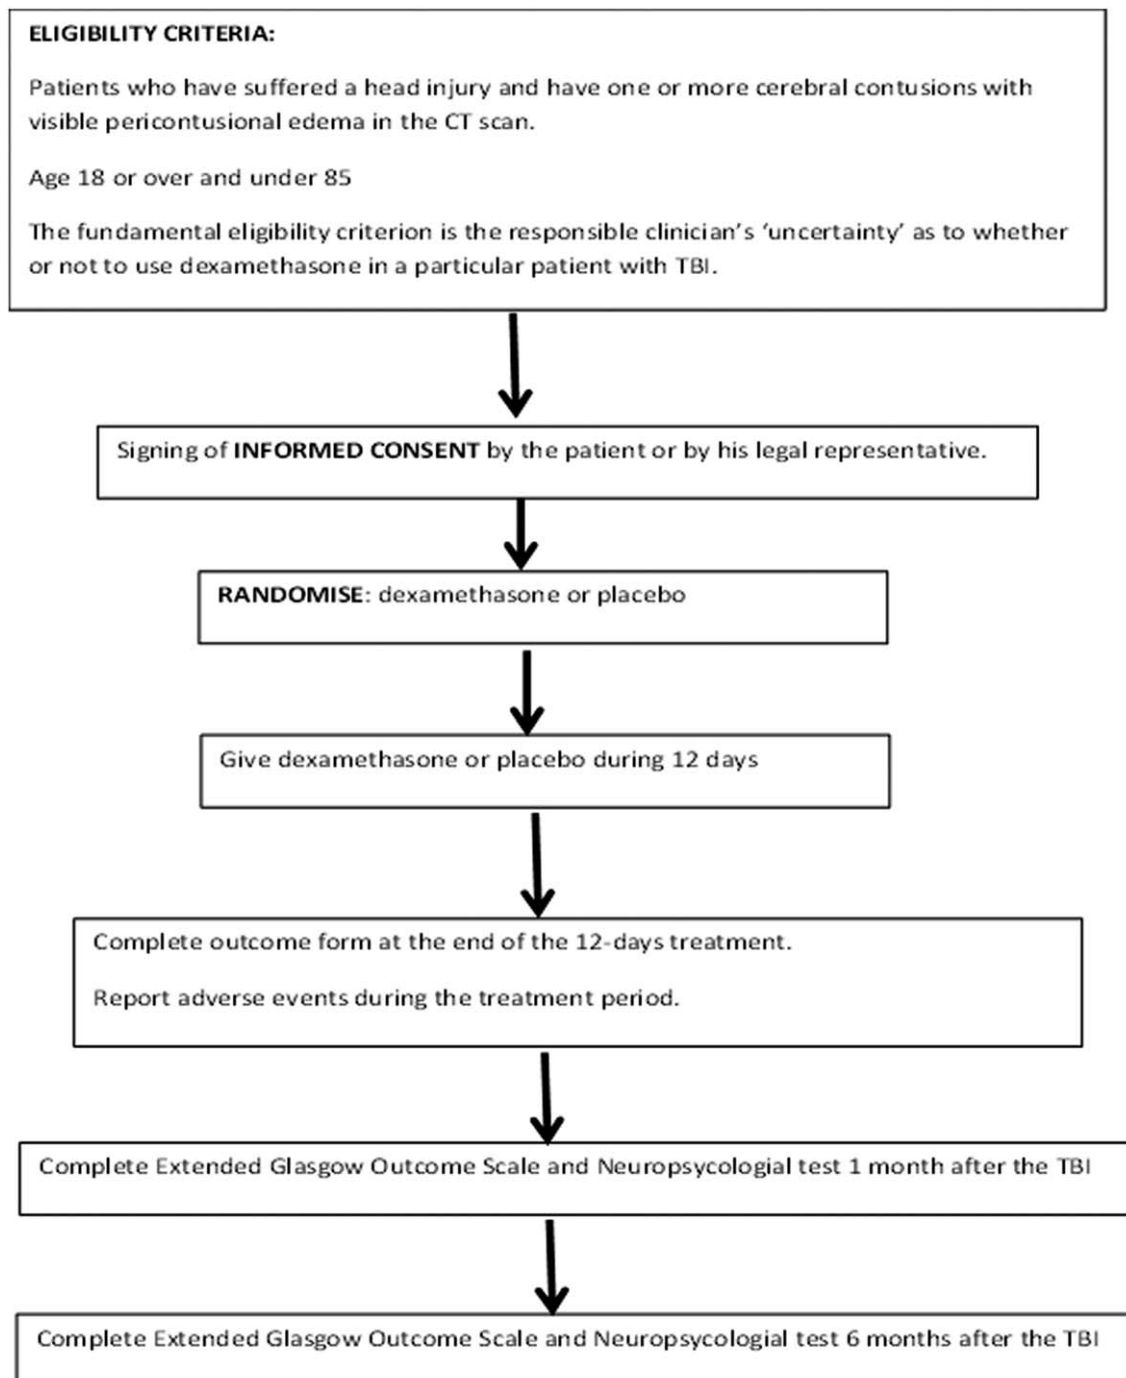 ELIGIBILITY CRITERIA:
Patients who have suffered a head injury and have one or more cerebral contusions with
visible pericontusional edema in the CT scan.
Age 18 or over and under 85
The fundamental eligibility criterion is the responsible clinician's 'uncertainty' as to whether
or not to use dexamethasone in a particular patient with TBI.
Signing of INFORMED CONSENT by the patient or by his legal representative.
RANDOMISE: dexamethasone or placebo
Give dexamethasone or placebo during 12 days
Complete outcome form at the end of the 12-days treatment.
Report adverse events during the treatment period.
Complete Extended Glasgow Outcome Scale and Neuropsycologial test 1 month after the TBI
Complete Extended Glasgow Outcome Scale and Neuropsycologial test 6 months after the TBI